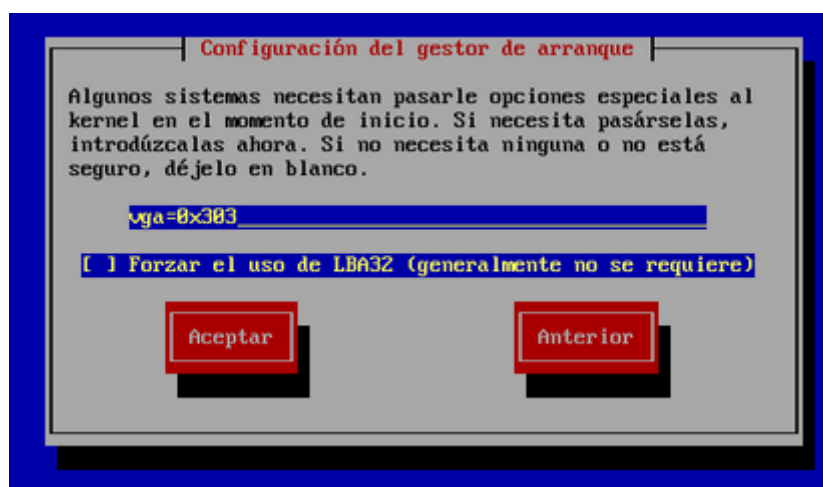 Configuración del gestor de arranque
Algunos sistemas necesitan pasarle opciones especiales al
kernel en el momento de inicio. Si necesita pasárselas,
introdúzcalas ahora. Si no necesita ninguna o no está
seguro, déjelo en blanco.
vga=0x303
[ ] Forzar el uso de LBA32 (generalmente no se requiere)
Aceptar
Anterior